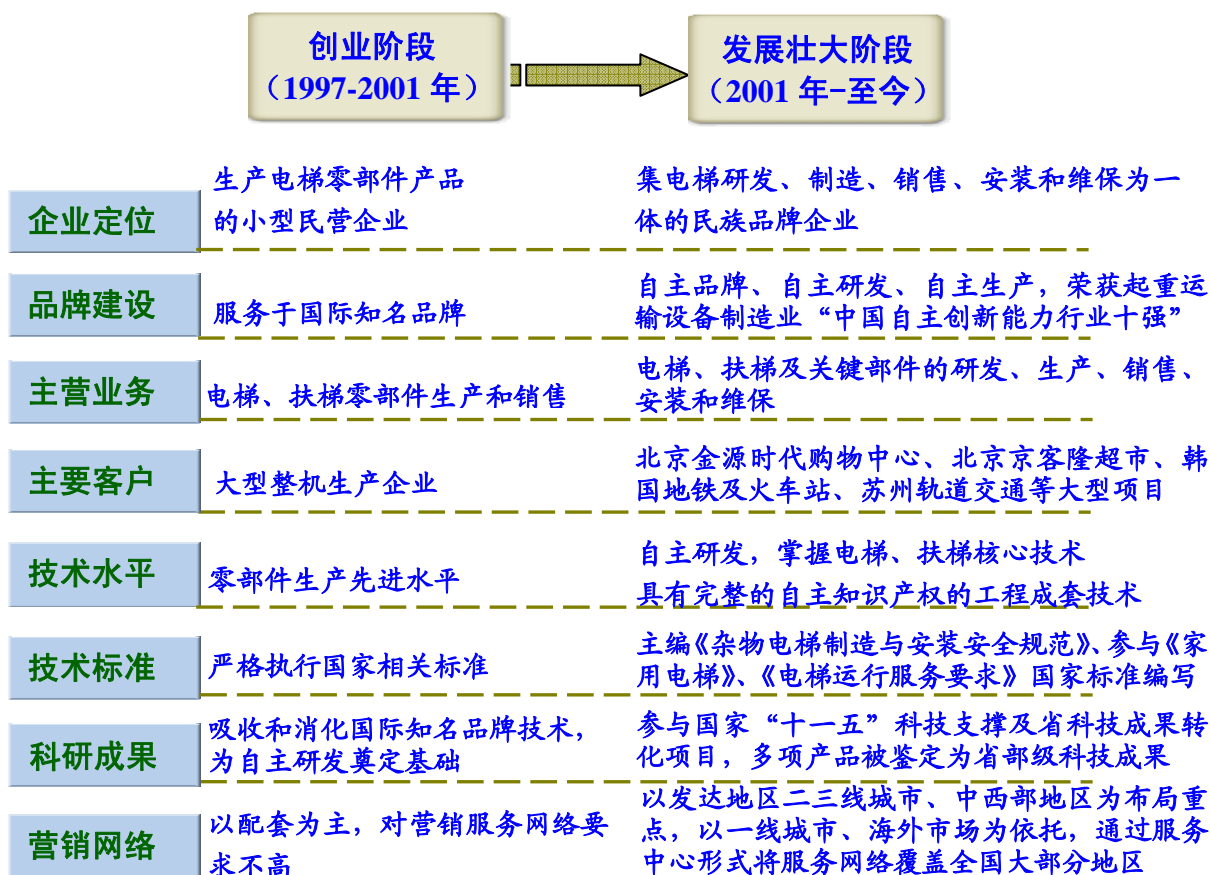 创业阶段
（1997-2001 年）
发展壮大阶段
（2001 年-至今）
企业定位
生产电梯零部件产品
的小型民营企业
集电梯研发、制造、销售、安装和维保为一
体的民族品牌企业
品牌建设
服务于国际知名品牌
自主品牌、自主研发、自主生产，荣获起重运
输设备制造业“中国自主创新能力行业十强”
主营业务
电梯、扶梯零部件生产和销售
电梯、扶梯及关键部件的研发、生产、销售、
安装和维保
主要客户
大型整机生产企业
北京金源时代购物中心、北京京客隆超市、韩
国地铁及火车站、苏州轨道交通等大型项目
技术水平
零部件生产先进水平
自主研发，掌握电梯、扶梯核心技术
具有完整的自主知识产权的工程成套技术
技术标准
严格执行国家相关标准
主编《杂物电梯制造与安装安全规范》、参与《家
用电梯》、《电梯运行服务要求》国家标准编写
科研成果
吸收和消化国际知名品牌技术，
为自主研发奠定基础
参与国家“十一五”科技支撑及省科技成果转
化项目，多项产品被鉴定为省部级科技成果
营销网络
以配套为主，对营销服务网络要
求不高
以发达地区二三线城市、中西部地区为布局重
点，以一线城市、海外市场为依托，通过服务
中心形式将服务网络覆盖全国大部分地区